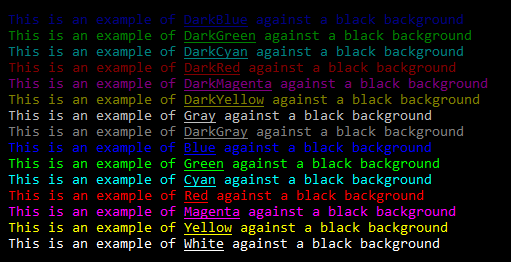 This is an example of DarkBlue against a black background
This is an example of DarkGreen against a black background
This is an example of DarkCyan against a black background
This is an example of DarkRed against a black background
This is an example of DarkMagenta against a black background
This is an example of DarkYellow against a black background
This is an example of Gray against a black background
This is an example of DarkGray against a black background
This is an example of Blue against a black background
This is an example of Green against a black background
This is an example of Cyan against a black background
This is an example of Red against a black background
This is an example of Magenta against a black background
This is an example of Yellow against a black background
This is an example of White against a black background